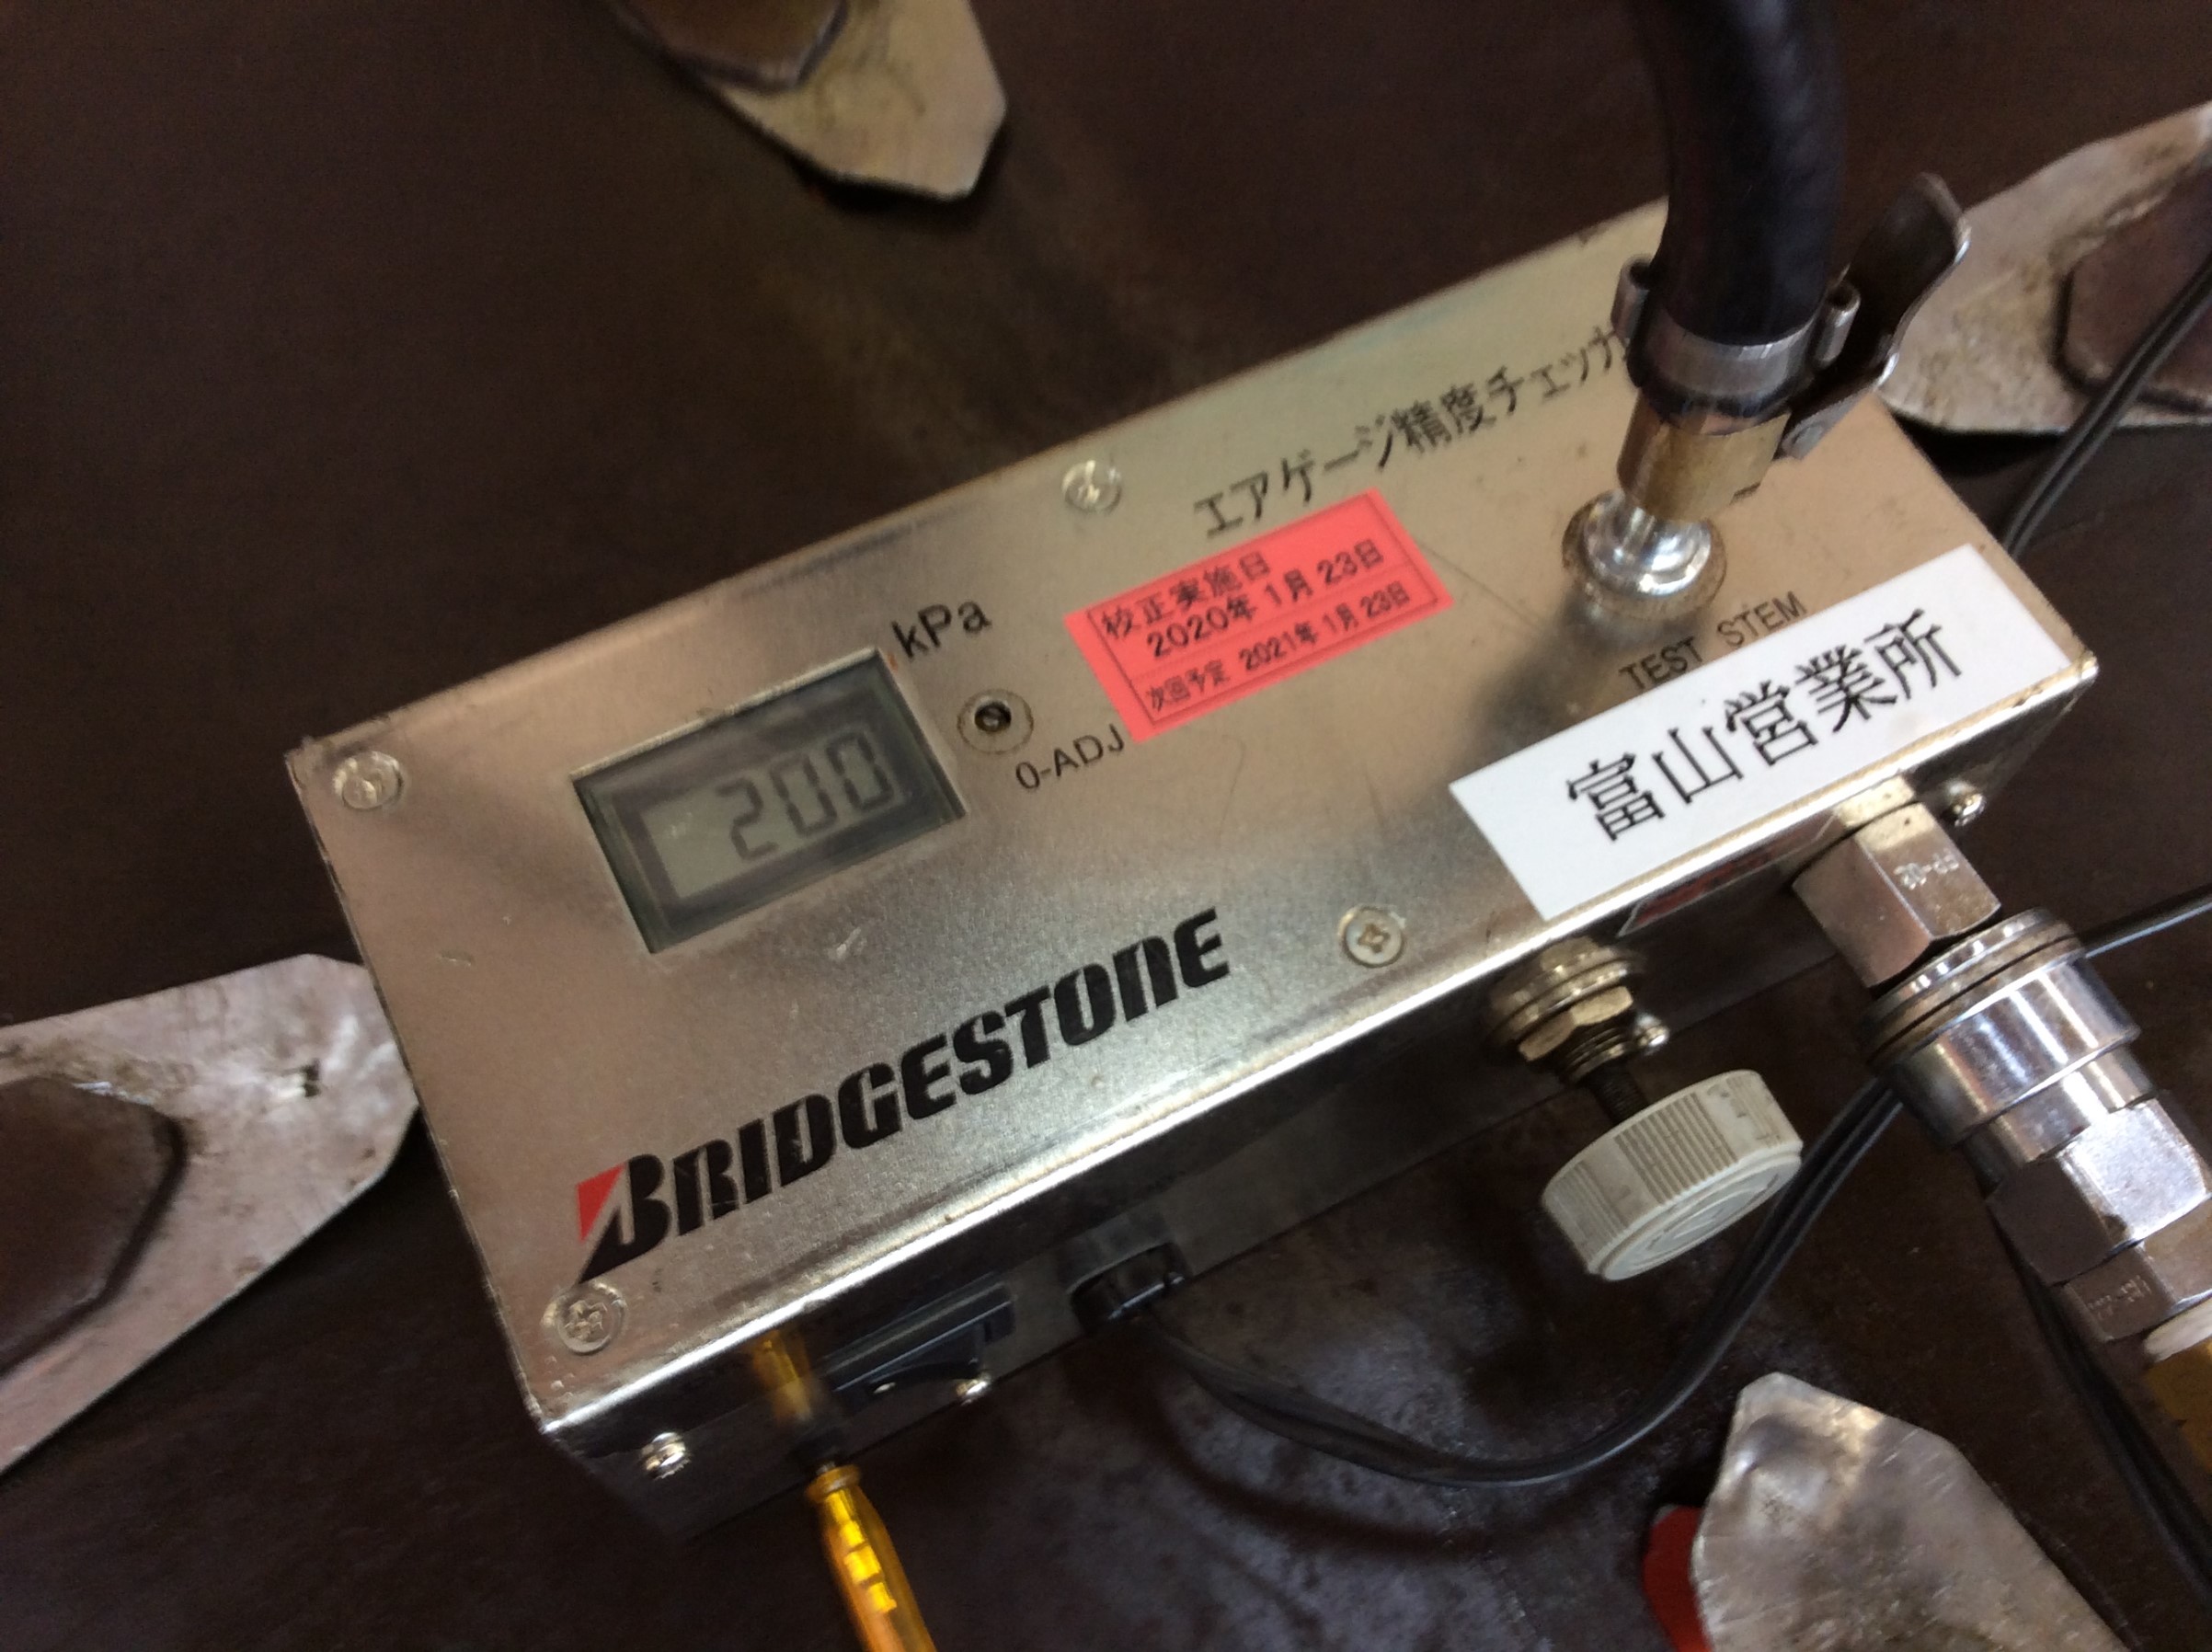 エアゲージ精度チェッカ
kPa
校正実施日
2020年 1月 23日
次回予定 2021年 1月 23日
200
0-ADJ
TEST STEM
富山営業所
BRIDGESTONE